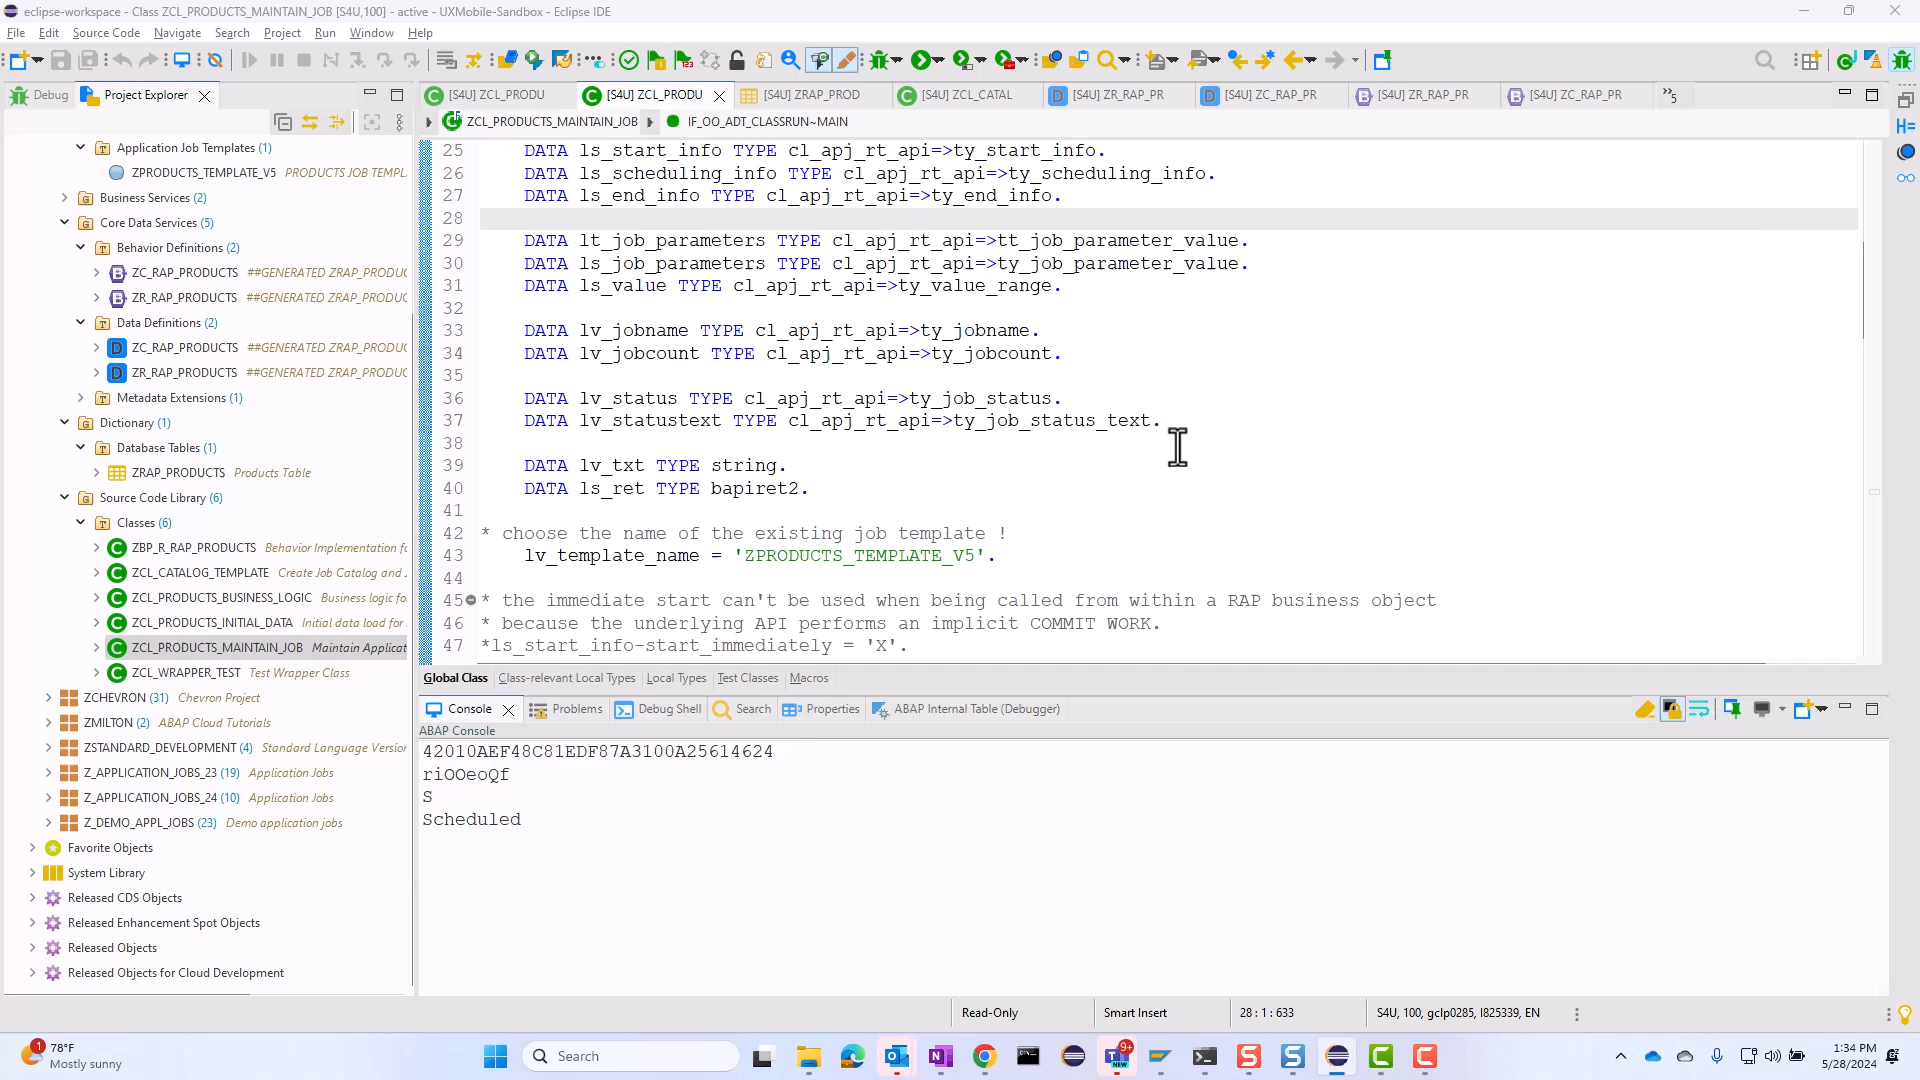 eclipse-workspace - Class ZCL_PRODUCTS_MAINTAIN_JOB [S4U,100] - active - UXMobile-Sandbox - Eclipse IDE
File Edit Source Code Navigate Search Project Run Window Help
Debug Project Explorer
[S4U] ZCL_PRODU [S4U] ZCL_PRODU [S4U] ZRAP_PROD [S4U] ZCL_CATAL [S4U] ZR_RAP_PR [S4U] ZC_RAP_PR [S4U] ZR_RAP_PR [S4U] ZC_RAP_PR »5
ZCL_PRODUCTS_MAINTAIN_JOB IF_OO_ADT_CLASSRUN~MAIN
Application Job Templates (1)
ZPRODUCTS_TEMPLATE_V5 PRODUCTS JOB TEMPL
Business Services (2)
Core Data Services (5)
Behavior Definitions (2)
ZC_RAP_PRODUCTS ##GENERATED ZRAP_PRODUC
ZR_RAP_PRODUCTS ##GENERATED ZRAP_PRODUC
Data Definitions (2)
ZC_RAP_PRODUCTS ##GENERATED ZRAP_PRODUC
ZR_RAP_PRODUCTS ##GENERATED ZRAP_PRODUC
Metadata Extensions (1)
Dictionary (1)
Database Tables (1)
ZRAP_PRODUCTS Products Table
Source Code Library (6)
Classes (6)
ZBP_R_RAP_PRODUCTS Behavior Implementation fo
ZCL_CATALOG_TEMPLATE Create Job Catalog and J
ZCL_PRODUCTS_BUSINESS_LOGIC Business logic fo
ZCL_PRODUCTS_INITIAL_DATA Initial data load for
ZCL_PRODUCTS_MAINTAIN_JOB Maintain Applicat
ZCL_WRAPPER_TEST Test Wrapper Class
ZCHEVRON (31) Chevron Project
ZMILTON (2) ABAP Cloud Tutorials
ZSTANDARD_DEVELOPMENT (4) Standard Language Version
Z_APPLICATION_JOBS_23 (19) Application Jobs
Z_APPLICATION_JOBS_24 (10) Application Jobs
Z_DEMO_APPL_JOBS (23) Demo application jobs
Favorite Objects
System Library
Released CDS Objects
Released Enhancement Spot Objects
Released Objects
Released Objects for Cloud Development
25 DATA ls_start_info TYPE cl_apj_rt_api=>ty_start_info.
26 DATA ls_scheduling_info TYPE cl_apj_rt_api=>ty_scheduling_info.
27 DATA ls_end_info TYPE cl_apj_rt_api=>ty_end_info.
28
29 DATA lt_job_parameters TYPE cl_apj_rt_api=>tt_job_parameter_value.
30 DATA ls_job_parameters TYPE cl_apj_rt_api=>ty_job_parameter_value.
31 DATA ls_value TYPE cl_apj_rt_api=>ty_value_range.
32
33 DATA lv_jobname TYPE cl_apj_rt_api=>ty_jobname.
34 DATA lv_jobcount TYPE cl_apj_rt_api=>ty_jobcount.
35
36 DATA lv_status TYPE cl_apj_rt_api=>ty_job_status.
37 DATA lv_statustext TYPE cl_apj_rt_api=>ty_job_status_text.
38
39 DATA lv_txt TYPE string.
40 DATA ls_ret TYPE bapiret2.
41
42 * choose the name of the existing job template !
43 lv_template_name = 'ZPRODUCTS_TEMPLATE_V5'.
44
45 * the immediate start can't be used when being called from within a RAP business object
46 * because the underlying API performs an implicit COMMIT WORK.
47 *ls_start_info-start_immediately = 'X'.
Global Class Class-relevant Local Types Local Types Test Classes Macros
Console Problems Debug Shell Search Properties ABAP Internal Table (Debugger)
ABAP Console
42010AEF48C81EDF87A3100A25614624
riOOeoQf
S
Scheduled
Read-Only Smart Insert 28 : 1 : 633 S4U, 100, gclp0285, I825339, EN
1 78°F
Mostly sunny
Search
9+
1:34 PM
5/28/2024